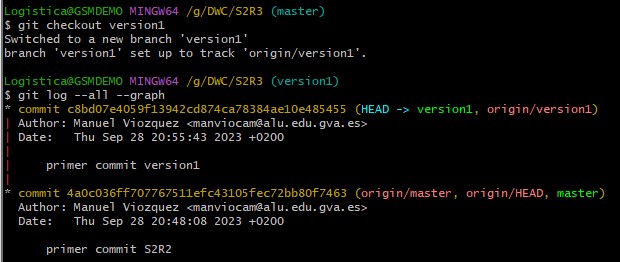 Logistica@GSMDEMO MINGW64 /g/DWC/S2R3 (master)
$ git checkout version1
Switched to a new branch 'version1'
branch 'version1' set up to track 'origin/version1'.

Logistica@GSMDEMO MINGW64 /g/DWC/S2R3 (version1)
$ git log --all --graph
* commit c8bd07e4059f13942cd874ca78384ae10e485455 (HEAD -> version1, origin/version1)
| Author: Manuel Viozquez <manviocam@alu.edu.gva.es>
| Date:   Thu Sep 28 20:55:43 2023 +0200
|
|     primer commit version1
|
* commit 4a0c036ff707767511efc43105fec72bb80f7463 (origin/master, origin/HEAD, master)
  Author: Manuel Viozquez <manviocam@alu.edu.gva.es>
  Date:   Thu Sep 28 20:48:08 2023 +0200

      primer commit S2R2